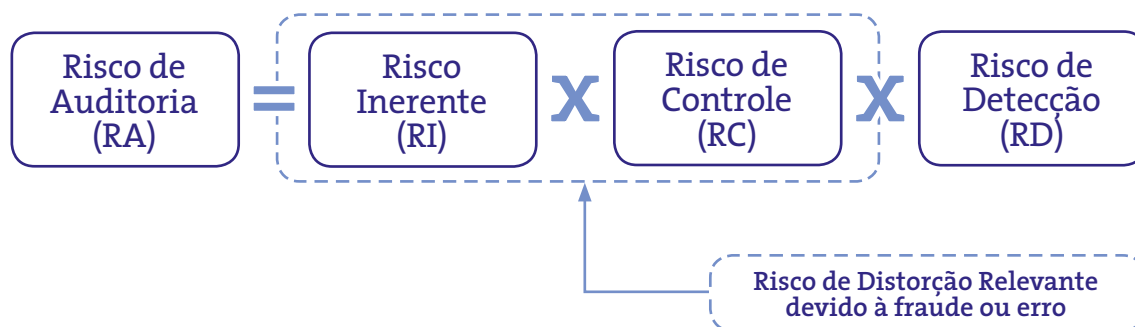 Risco de
Auditoria
(RA)
=
Risco
Inerente
(RI)
X
Risco de
Controle
(RC)
X
Risco de
Detecção
(RD)
Risco de Distorção Relevante
devido à fraude ou erro